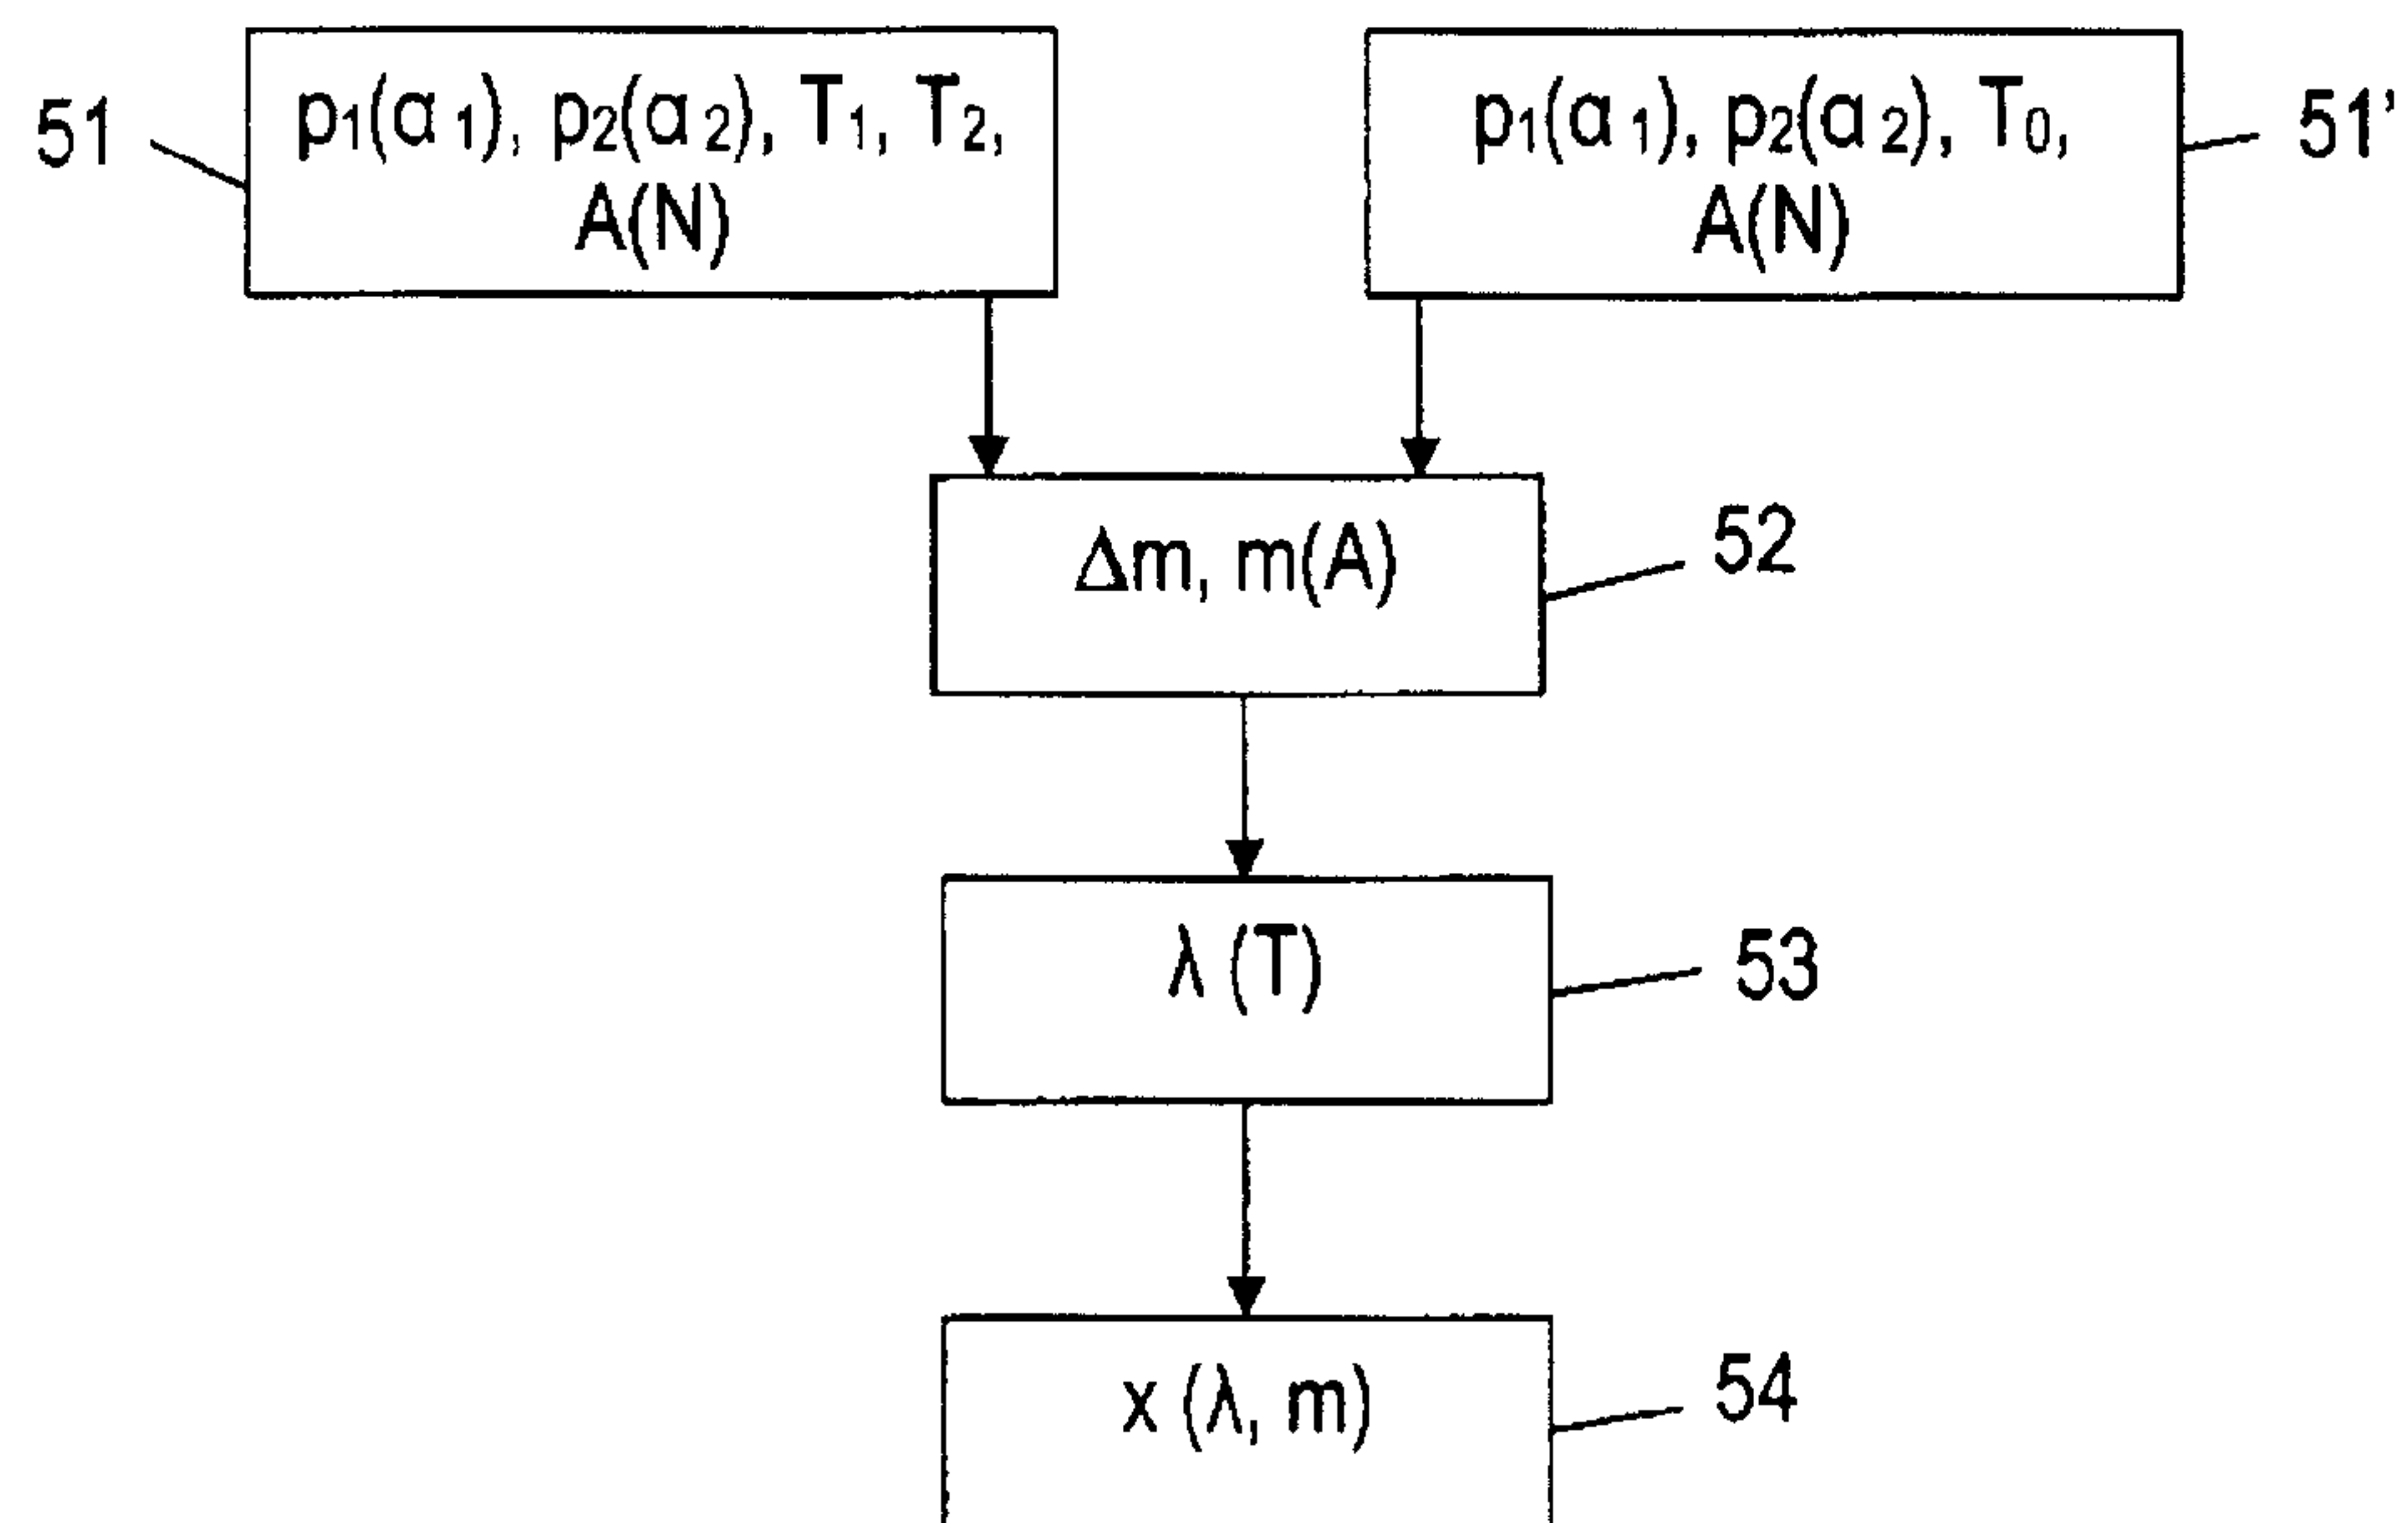 51
p₁(α₁), p₂(α₂), T₁, T₂,
A(N)
p₁(α₁), p₂(α₂), T₀,
A(N)
51'
Δm, m(A)
52
λ (T)
53
x (λ, m)
54